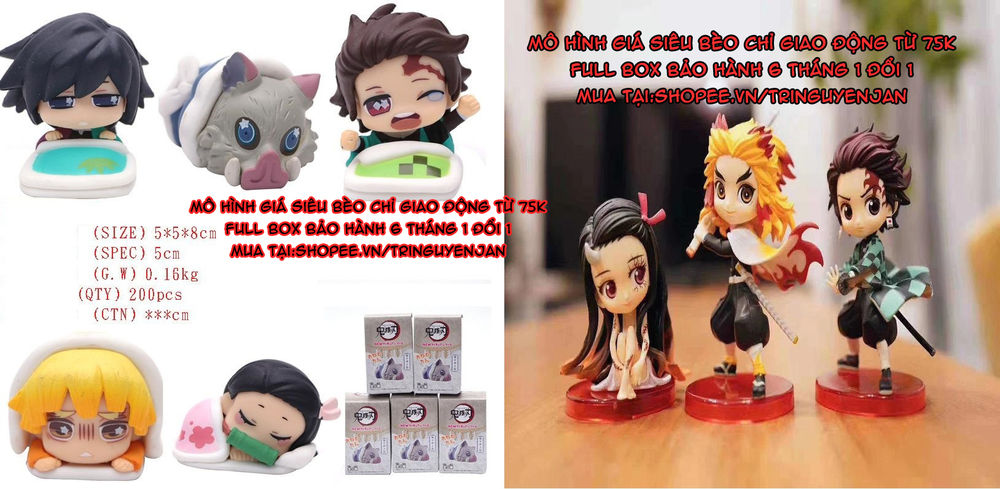 MÔ HÌNH GIÁ SIÊU BÈO CHỈ GIAO ĐỘNG TỪ 75K
FULL BOX BẢO HÀNH 6 THÁNG 1 ĐỔI 1
MUA TẠI:SHOPEE.VN/TRINGUYENJAN
(SIZE) 5*5*8cm
(SPEC) 5cm
(G.W) 0.16kg
(QTY) 200pcs
(CTN) ***cm
MÔ HÌNH GIÁ SIÊU BÈO CHỈ GIAO ĐỘNG TỪ 75K
FULL BOX BẢO HÀNH 6 THÁNG 1 ĐỔI 1
MUA TẠI:SHOPEE.VN/TRINGUYENJAN